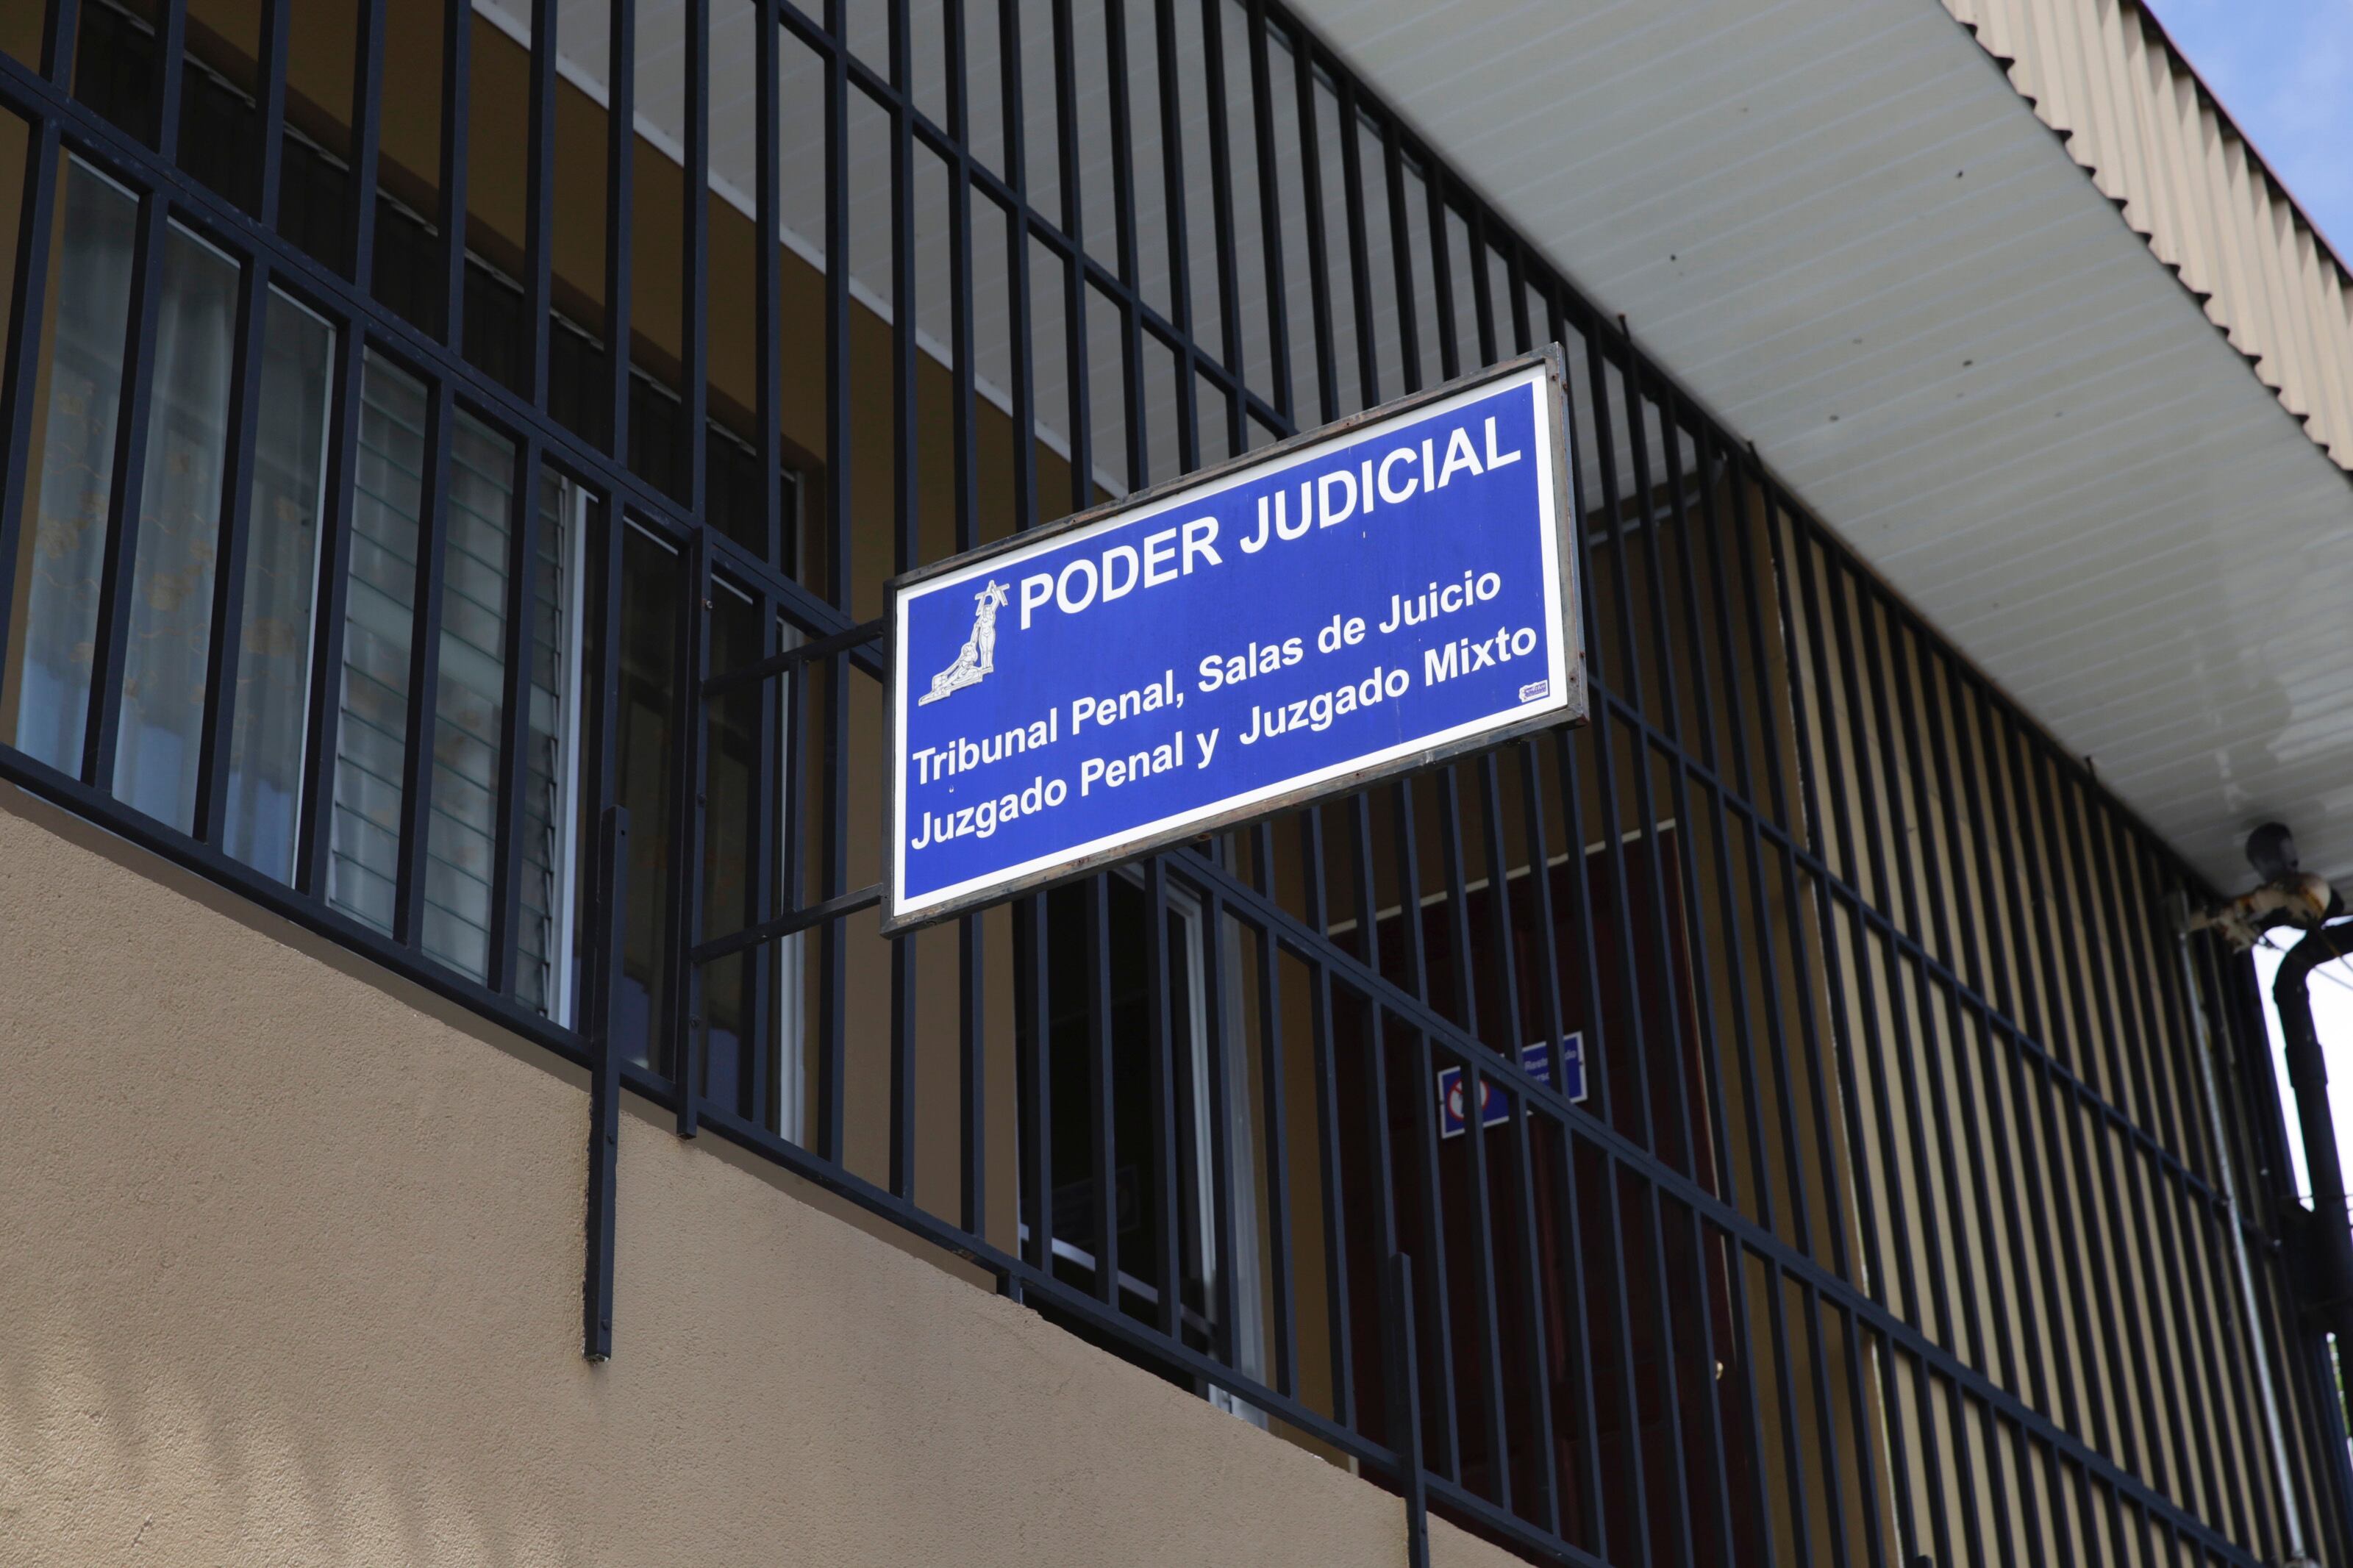 PODER JUDICIAL
Tribunal Penal, Salas de Juicio
Juzgado Penal y Juzgado Mixto